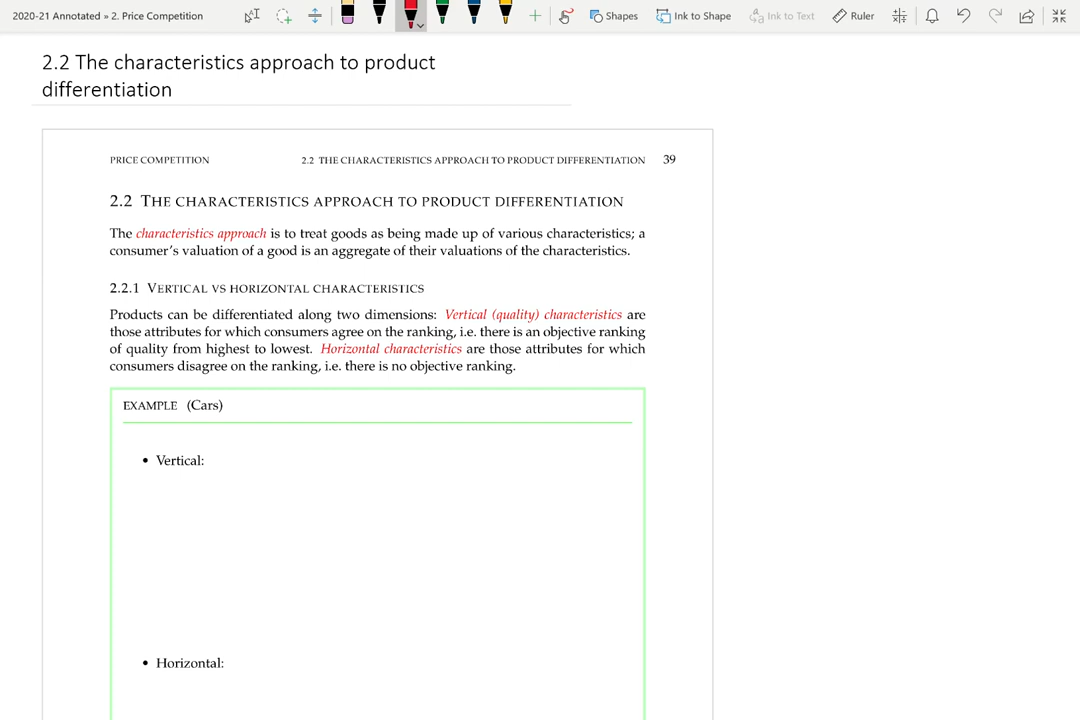 2020-21 Annotated » 2. Price Competition
Shapes
Ink to Shape
Ink to Text
Ruler
2.2 The characteristics approach to product
differentiation
PRICE COMPETITION 2.2 THE CHARACTERISTICS APPROACH TO PRODUCT DIFFERENTIATION 39
2.2 THE CHARACTERISTICS APPROACH TO PRODUCT DIFFERENTIATION
The characteristics approach is to treat goods as being made up of various characteristics; a
consumer's valuation of a good is an aggregate of their valuations of the characteristics.
2.2.1 VERTICAL VS HORIZONTAL CHARACTERISTICS
Products can be differentiated along two dimensions: Vertical (quality) characteristics are
those attributes for which consumers agree on the ranking, i.e. there is an objective ranking
of quality from highest to lowest. Horizontal characteristics are those attributes for which
consumers disagree on the ranking, i.e. there is no objective ranking.
EXAMPLE (Cars)
• Vertical:
• Horizontal: